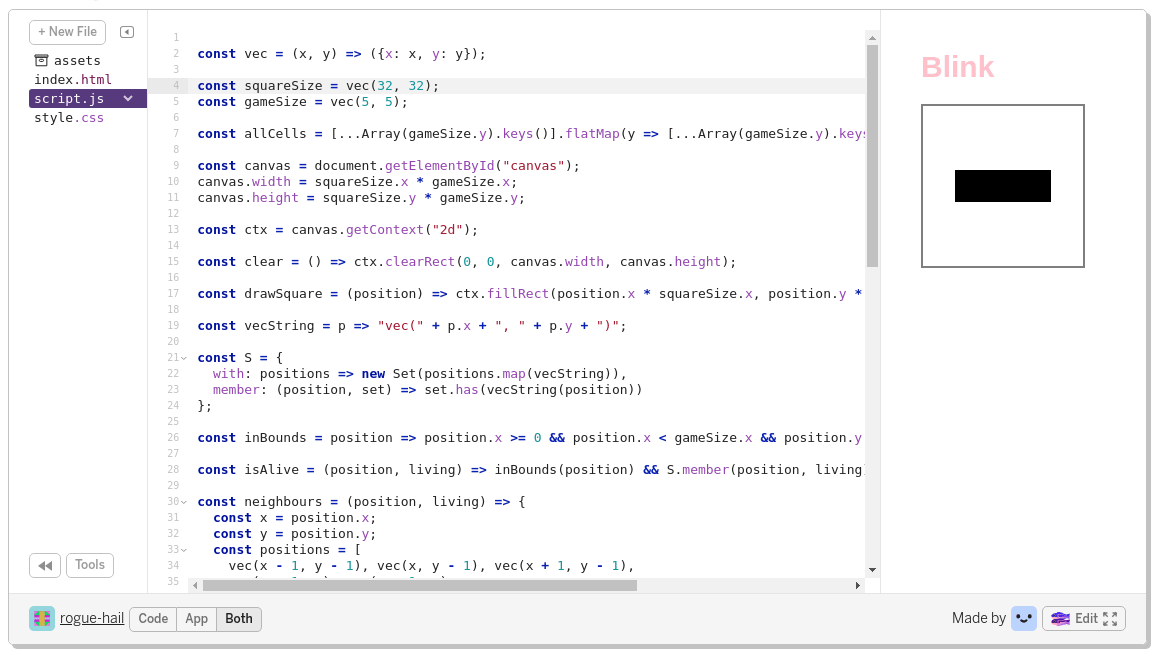 + New File
assets
index.html
script.js
style.css
Tools
1
2 const vec = (x, y) => ({x: x, y: y});
3
4 const squareSize = vec(32, 32);
5 const gameSize = vec(5, 5);
6
7 const allCells = [...Array(gameSize.y).keys()].flatMap(y => [...Array(gameSize.y).keys
8
9 const canvas = document.getElementById("canvas");
10 canvas.width = squareSize.x * gameSize.x;
11 canvas.height = squareSize.y * gameSize.y;
12
13 const ctx = canvas.getContext("2d");
14
15 const clear = () => ctx.clearRect(0, 0, canvas.width, canvas.height);
16
17 const drawSquare = (position) => ctx.fillRect(position.x * squareSize.x, position.y *
18
19 const vecString = p => "vec(" + p.x + ", " + p.y + ")";
20
21 const S = {
22   with: positions => new Set(positions.map(vecString)),
23   member: (position, set) => set.has(vecString(position))
24 };
25
26 const inBounds = position => position.x >= 0 && position.x < gameSize.x && position.y
27
28 const isAlive = (position, living) => inBounds(position) && S.member(position, living
29
30 const neighbours = (position, living) => {
31   const x = position.x;
32   const y = position.y;
33   const positions = [
34     vec(x - 1, y - 1), vec(x, y - 1), vec(x + 1, y - 1),
35
Blink
rogue-hail
Code App Both
Made by
Edit